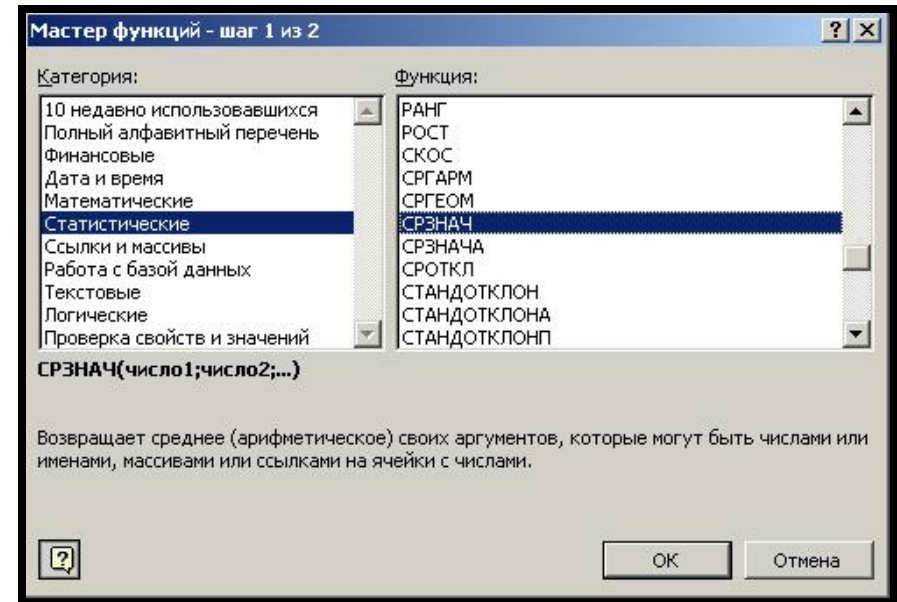 Мастер функций - шаг 1 из 2
Категория:
Функция:
10 недавно использовавшихся
Полный алфавитный перечень
Финансовые
Дата и время
Математические
Статистические
Ссылки и массивы
Работа с базой данных
Текстовые
Логические
Проверка свойств и значений
РАНГ
РОСТ
СКОС
СРГАРМ
СРГЕОМ
СРЗНАЧ
СРЗНАЧА
СРОТКЛ
СТАНДОТКЛОН
СТАНДОТКЛОНА
СТАНДОТКЛОНП
СРЗНАЧ(число1;число2;...)
Возвращает среднее (арифметическое) своих аргументов, которые могут быть числами или
именами, массивами или ссылками на ячейки с числами.
ОК
Отмена